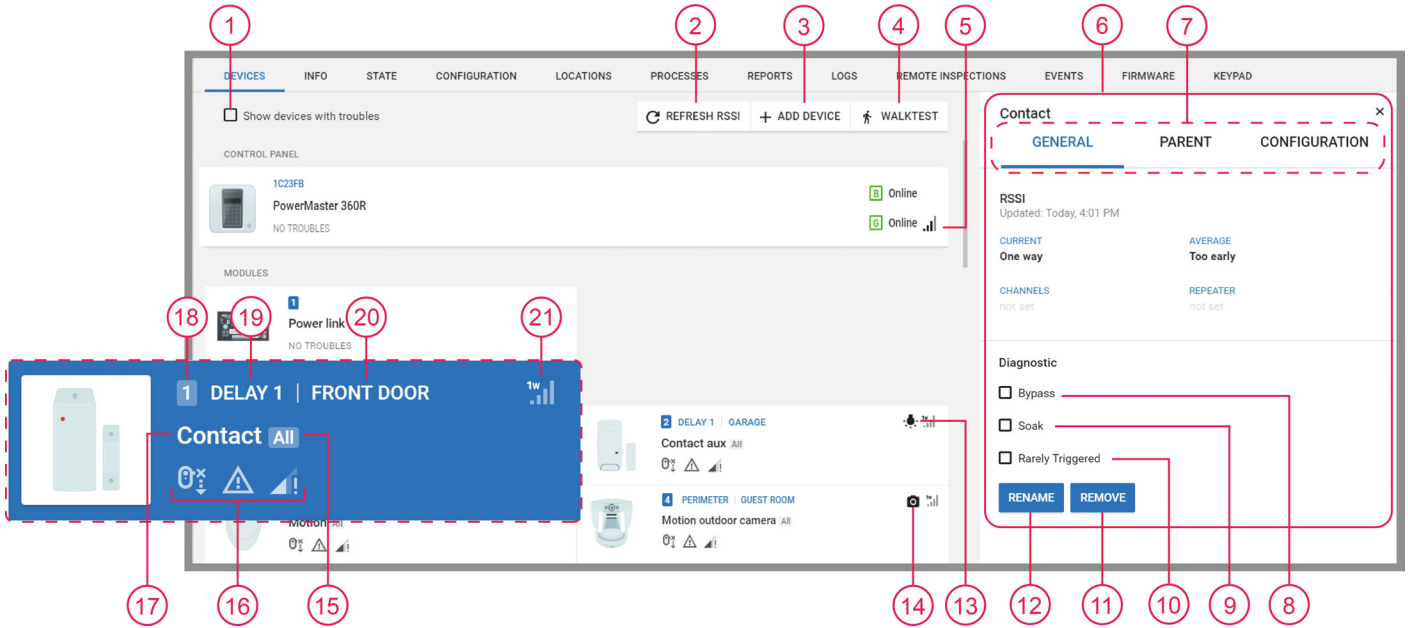 1 2 3 4 5 6 7
DEVICES INFO STATE CONFIGURATION LOCATIONS PROCESSES REPORTS LOGS REMOTE INSPECTIONS EVENTS FIRMWARE KEYPAD
Show devices with troubles
REFRESH RSSI
ADD DEVICE
WALKTEST
CONTROL PANEL
1C23FB
PowerMaster 360R
NO TROUBLES
B Online
G Online
MODULES
1
Power link
NO TROUBLES
18 19 20 21
1 DELAY 1 | FRONT DOOR
1W
Contact All
2 DELAY 1 | GARAGE
1W
Contact aux All
Motion All
4 PERIMETER | GUEST ROOM
1W
Motion outdoor camera All
Contact
×
GENERAL PARENT CONFIGURATION
RSSI
Updated: Today, 4:01 PM
CURRENT AVERAGE
One way Too early
CHANNELS REPEATER
not set not set
Diagnostic
Bypass
Soak
Rarely Triggered
RENAME REMOVE
17 16 15 14 13 12 11 10 9 8